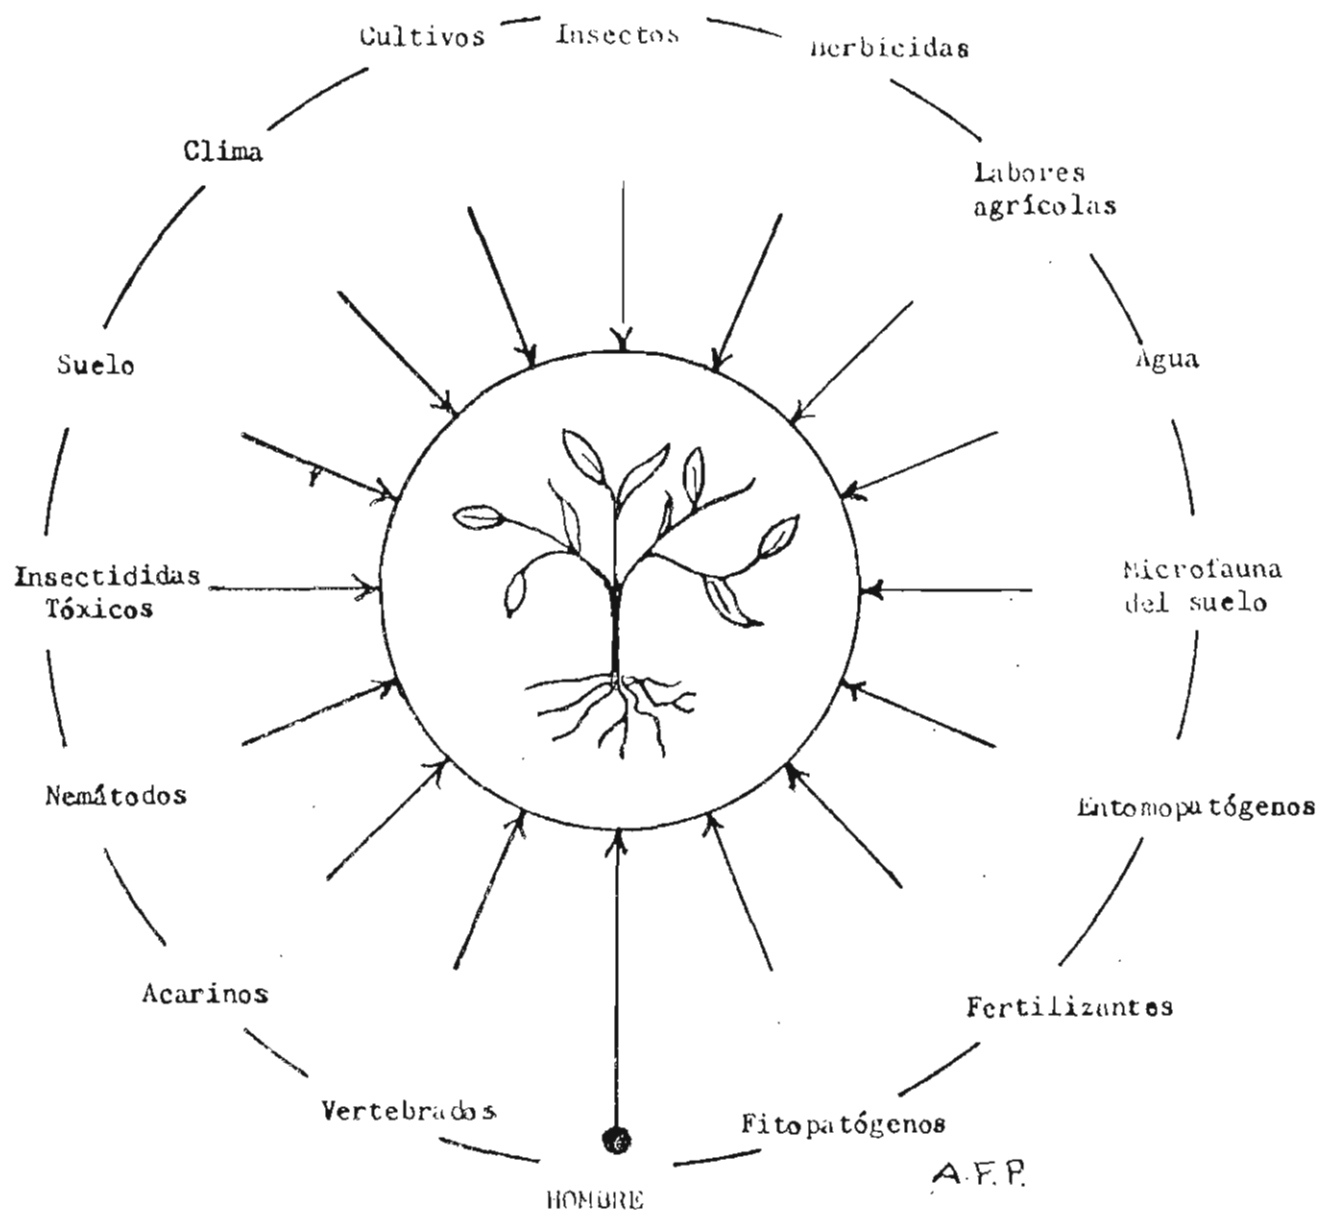 Cultivos
Insectos
Herbicidas
Clima
Labores
agrícolas
Suelo
Agua
Insectididas
Tóxicos
Microfauna
del suelo
Nemátodos
Entomopatógenos
Acarinos
Fertilizantes
Vertebrados
Fitopatógenos
HOMBRE
A.F.P.